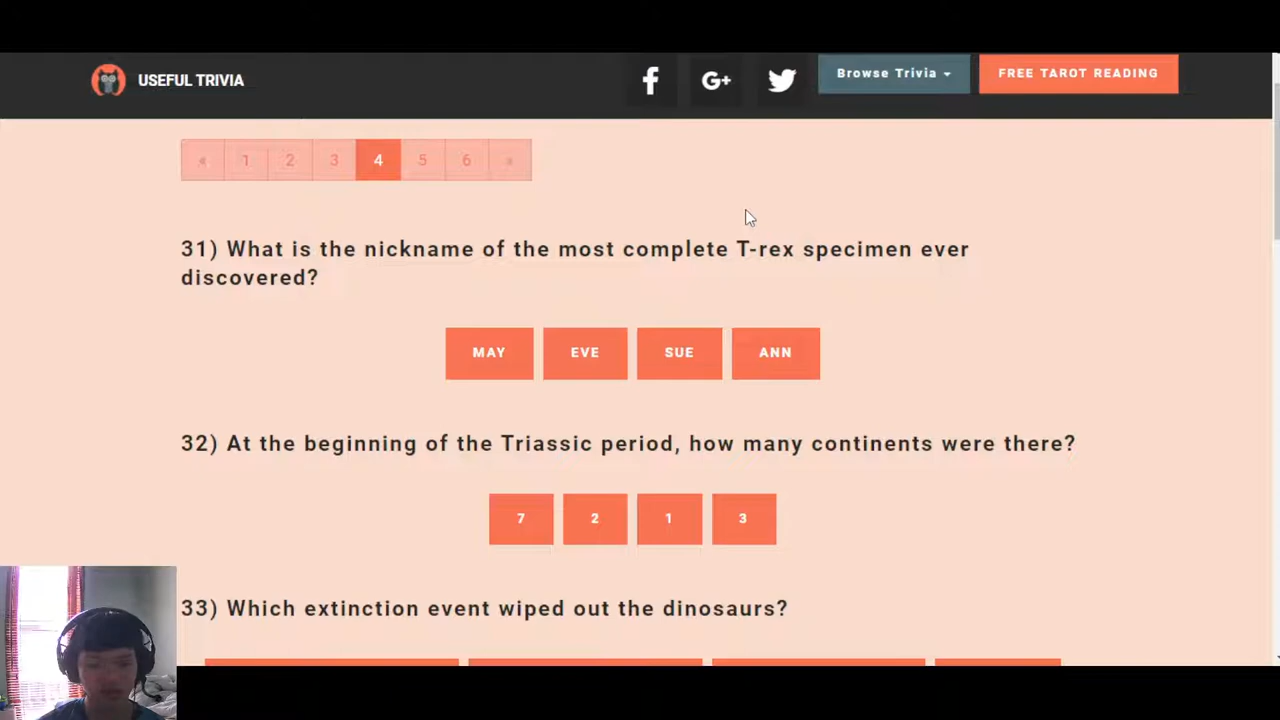 USEFUL TRIVIA
f
G+
Browse Trivia
FREE TAROT READING
« 1 2 3 4 5 6 »
31) What is the nickname of the most complete T-rex specimen ever
discovered?
MAY EVE SUE ANN
32) At the beginning of the Triassic period, how many continents were there?
7 2 1 3
33) Which extinction event wiped out the dinosaurs?